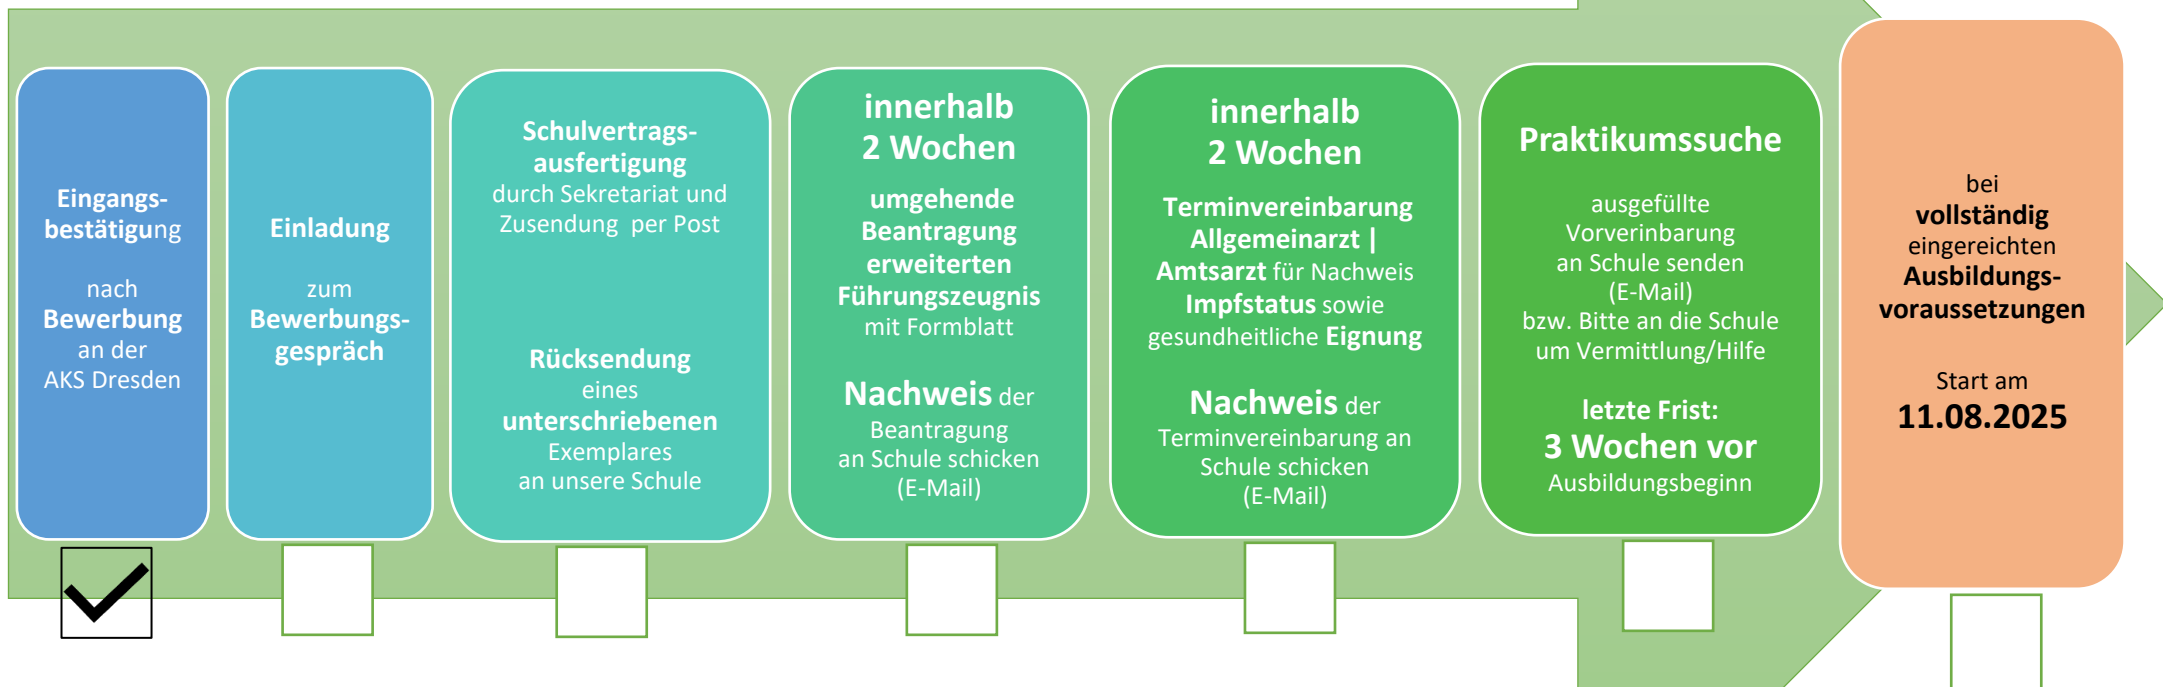 Eingangs-
bestätigung
nach
Bewerbung
an der
AKS Dresden
Einladung
zum
Bewerbungs-
gespräch
Schulvertrags-
ausfertigung
durch Sekretariat und
Zusendung per Post
Rücksendung
eines
unterschriebenen
Exemplares
an unsere Schule
innerhalb
2 Wochen
umgehende
Beantragung
erweiterten
Führungszeugnis
mit Formblatt
Nachweis der
Beantragung
an Schule schicken
(E-Mail)
innerhalb
2 Wochen
Terminvereinbarung
Allgemeinarzt |
Amtsarzt für Nachweis
Impfstatus sowie
gesundheitliche Eignung
Nachweis der
Terminvereinbarung an
Schule schicken
(E-Mail)
Praktikumssuche
ausgefüllte
Vorverinbarung
an Schule senden
(E-Mail)
bzw. Bitte an die Schule
um Vermittlung/Hilfe
letzte Frist:
3 Wochen vor
Ausbildungsbeginn
bei
vollständig
eingereichten
Ausbildungs-
voraussetzungen
Start am
11.08.2025